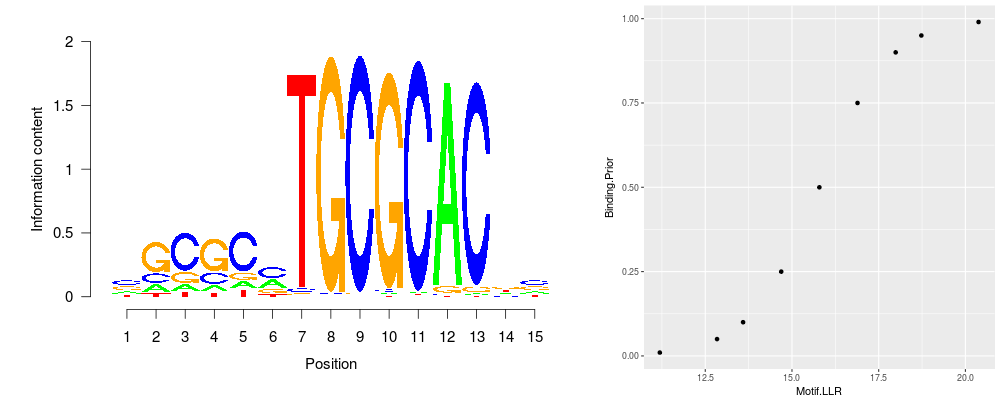 Information content
2
1.5
1
0.5
0
GCGC
C
TGCGCAC
1 2 3 4 5 6 7 8 9 10 11 12 13 14 15
Position
Binding.Prior
1.00
0.75
0.50
0.25
0.00
12.5 15.0 17.5 20.0
Motif.LLR